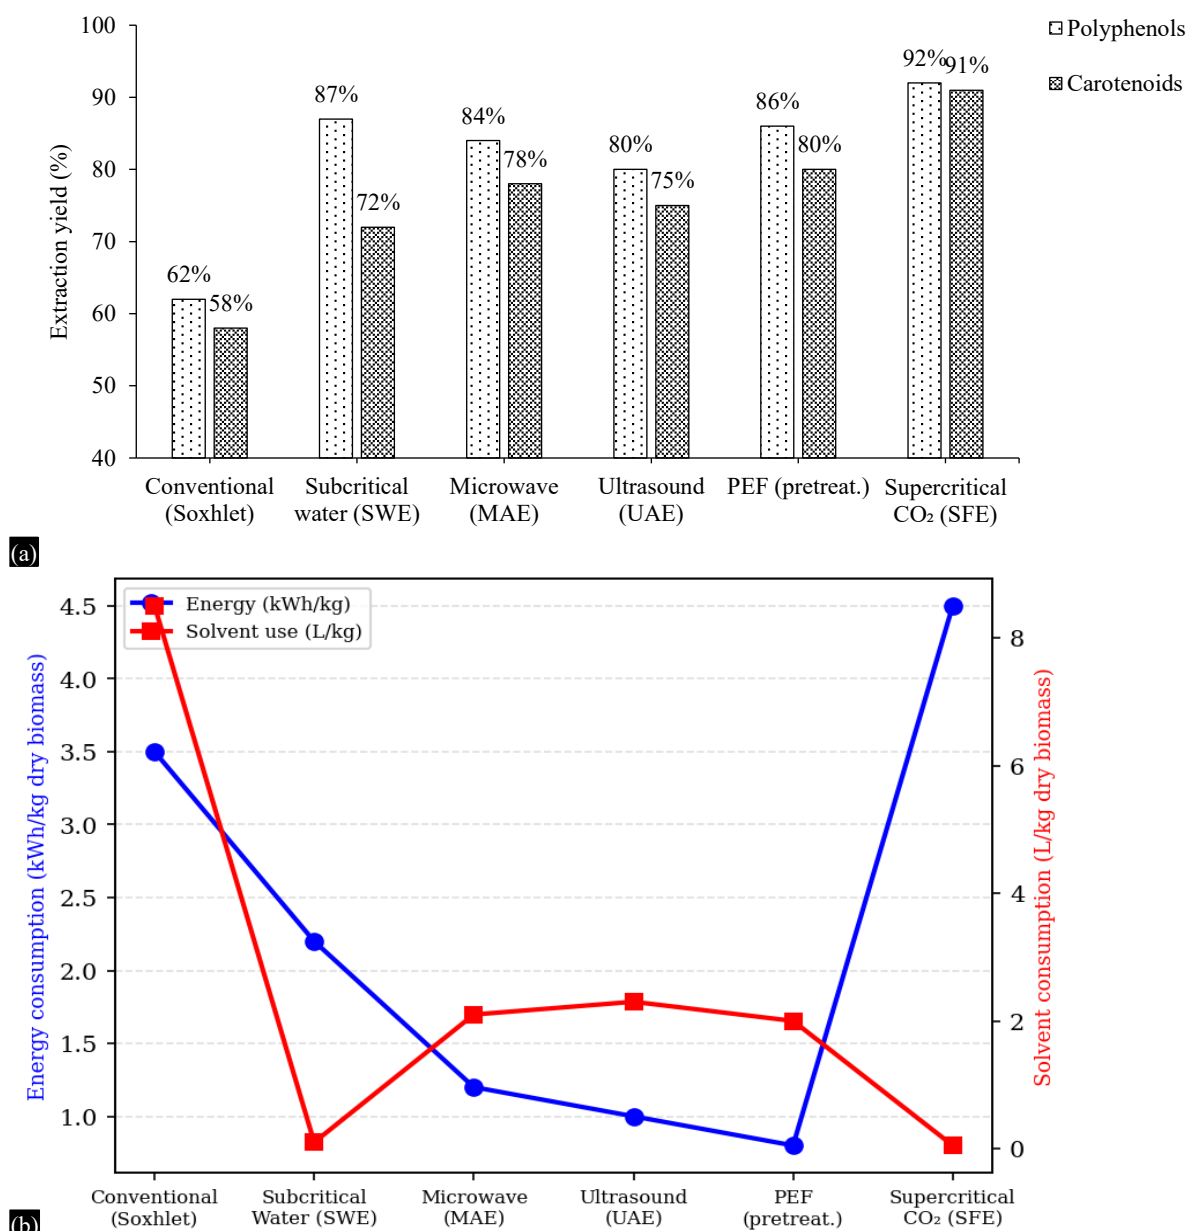 100
90
80
70
60
50
40
Extraction yield (%)
62%
58%
87%
72%
84%
78%
80%
75%
86%
80%
92%
91%
Polyphenols
Carotenoids
Conventional
(Soxhlet)
Subcritical
water (SWE)
Microwave
(MAE)
Ultrasound
(UAE)
PEF (pretreat.)
Supercritical
CO₂ (SFE)
(a)
Energy (kWh/kg)
Solvent use (L/kg)
4.5
4.0
3.5
3.0
2.5
2.0
1.5
1.0
Energy consumption (kWh/kg dry biomass)
8
6
4
2
0
Solvent consumption (L/kg dry biomass)
Conventional
(Soxhlet)
Subcritical
Water (SWE)
Microwave
(MAE)
Ultrasound
(UAE)
PEF
(pretreat.)
Supercritical
CO₂ (SFE)
(b)